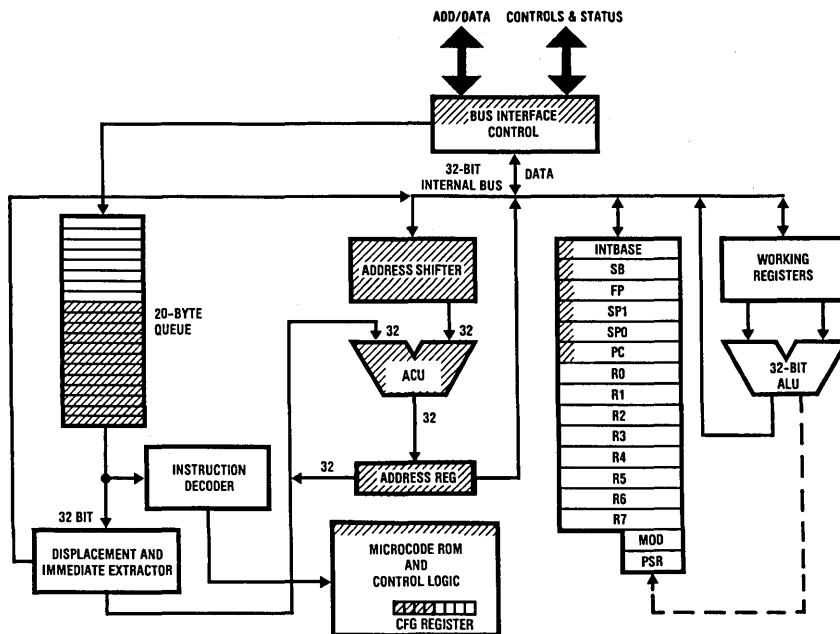 ADD/DATA
CONTROLS & STATUS
BUS INTERFACE
CONTROL
32-BIT
INTERNAL BUS
DATA
20-BYTE
QUEUE
ADDRESS SHIFTER
32
32
ACU
32
32
ADDRESS REG
INTBASE
SB
FP
SP1
SP0
PC
R0
R1
R2
R3
R4
R5
R6
R7
MOD
PSR
WORKING
REGISTERS
32-BIT
ALU
INSTRUCTION
DECODER
32 BIT
DISPLACEMENT AND
IMMEDIATE EXTRACTOR
MICROCODE ROM
AND
CONTROL LOGIC
CFG REGISTER